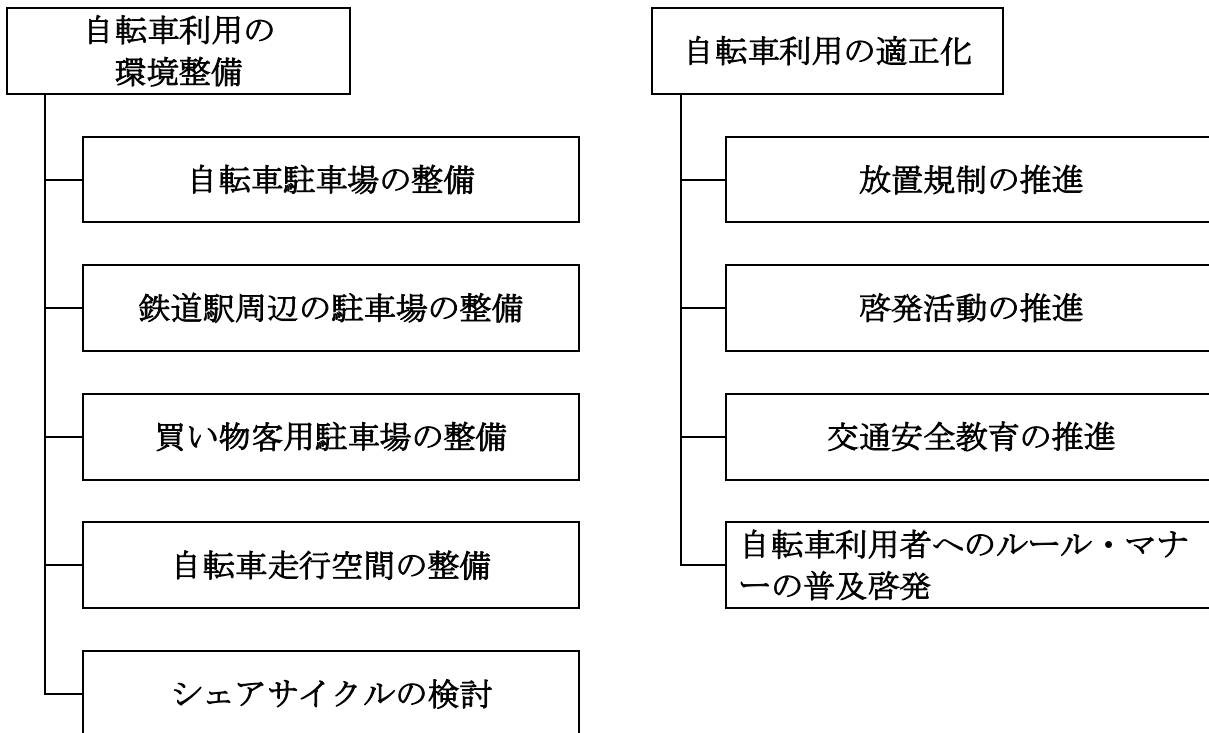 自転車利用の
環境整備
自転車駐車場の整備
鉄道駅周辺の駐車場の整備
買い物客用駐車場の整備
自転車走行空間の整備
シェアサイクルの検討
自転車利用の適正化
放置規制の推進
啓発活動の推進
交通安全教育の推進
自転車利用者へのルール・マナ
ーの普及啓発